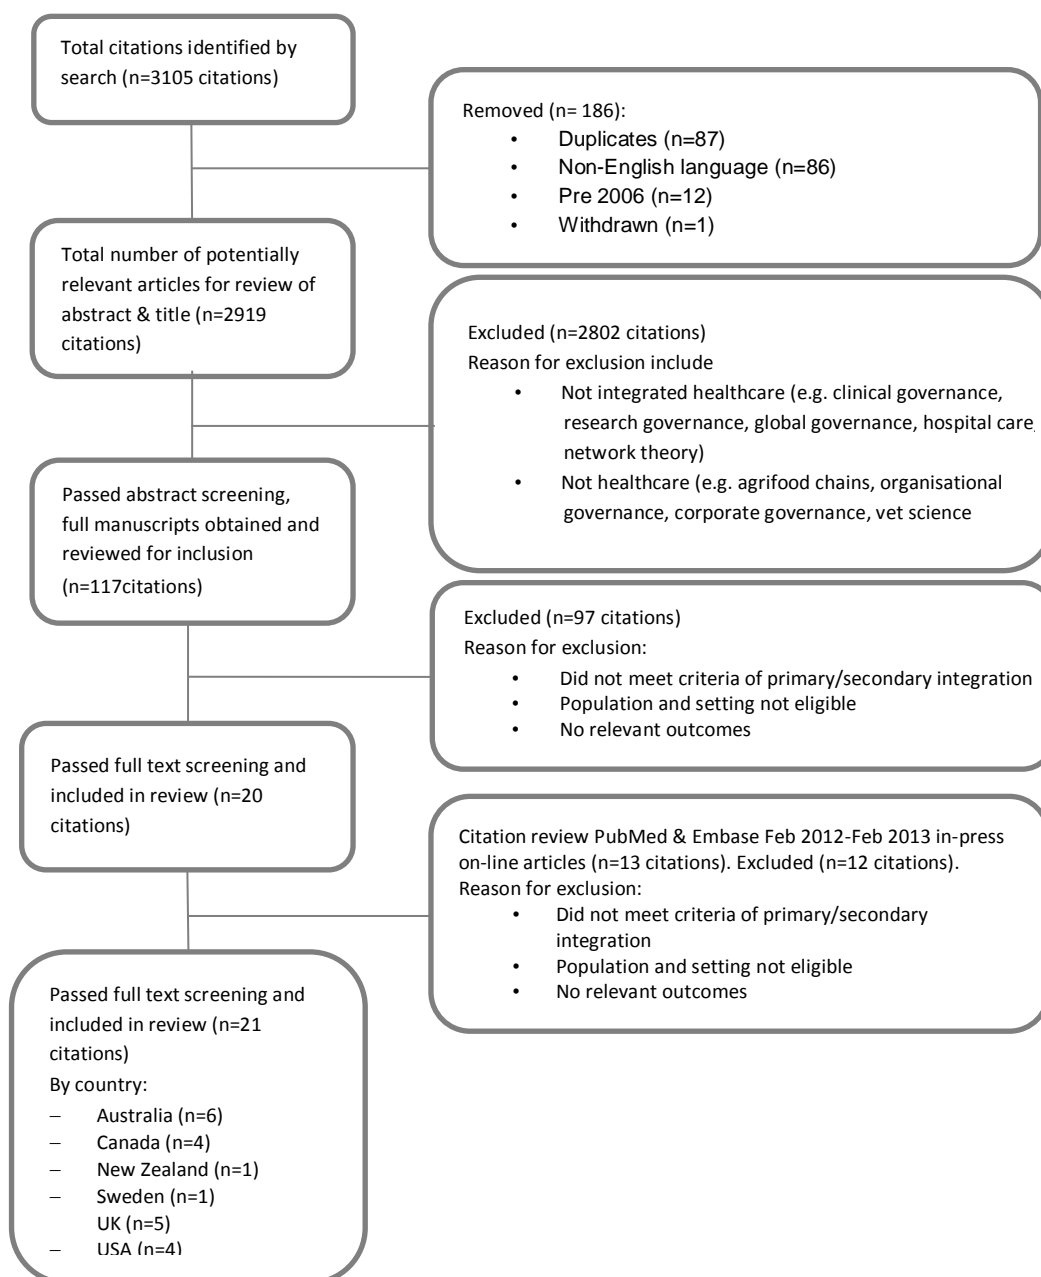 Total citations identified by
search (n=3105 citations)
Removed (n= 186):
• Duplicates (n=87)
• Non-English language (n=86)
• Pre 2006 (n=12)
• Withdrawn (n=1)
Total number of potentially
relevant articles for review of
abstract & title (n=2919
citations)
Excluded (n=2802 citations)
Reason for exclusion include
• Not integrated healthcare (e.g. clinical governance,
research governance, global governance, hospital care,
network theory)
• Not healthcare (e.g. agrifood chains, organisational
governance, corporate governance, vet science
Passed abstract screening,
full manuscripts obtained and
reviewed for inclusion
(n=117citations)
Excluded (n=97 citations)
Reason for exclusion:
• Did not meet criteria of primary/secondary integration
• Population and setting not eligible
• No relevant outcomes
Passed full text screening and
included in review (n=20
citations)
Citation review PubMed & Embase Feb 2012-Feb 2013 in-press
on-line articles (n=13 citations). Excluded (n=12 citations).
Reason for exclusion:
• Did not meet criteria of primary/secondary
integration
• Population and setting not eligible
• No relevant outcomes
Passed full text screening and
included in review (n=21
citations)
By country:
– Australia (n=6)
– Canada (n=4)
– New Zealand (n=1)
– Sweden (n=1)
UK (n=5)
– USA (n=4)